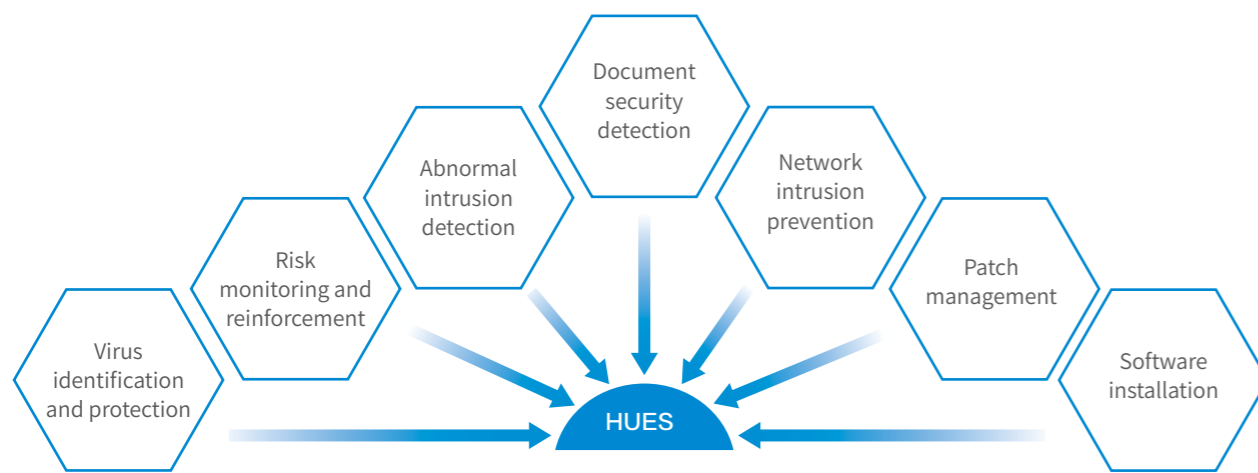 Document
security
detection
Abnormal
intrusion
detection
Network
intrusion
prevention
Risk
monitoring and
reinforcement
Patch
management
Virus
identification
and protection
Software
installation
HUES